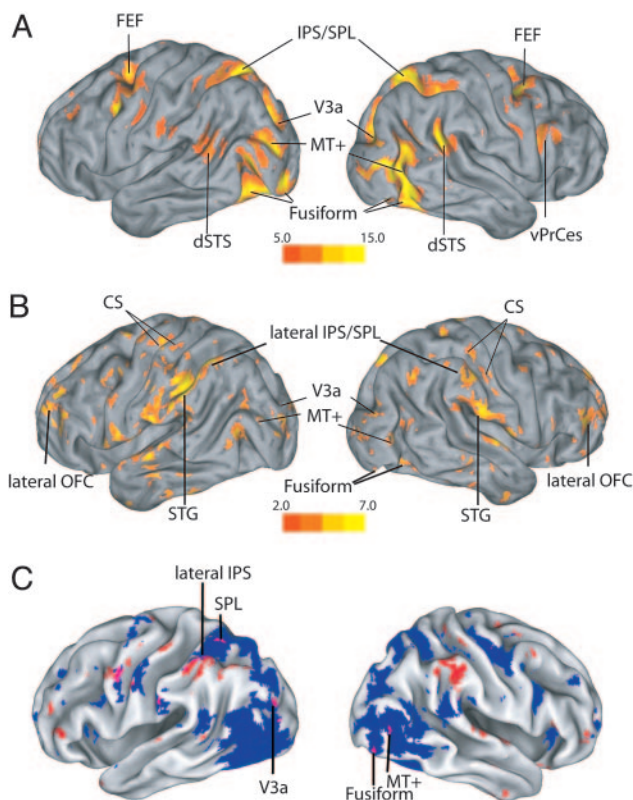 A
FEF
IPS/SPL
FEF
V3a
MT+
Fusiform
dSTS
dSTS
vPrCes
5.0
15.0
B
CS
CS
lateral IPS/SPL
V3a
MT+
lateral OFC
Fusiform
lateral OFC
STG
STG
2.0
7.0
C
lateral IPS
SPL
V3a
MT+
Fusiform